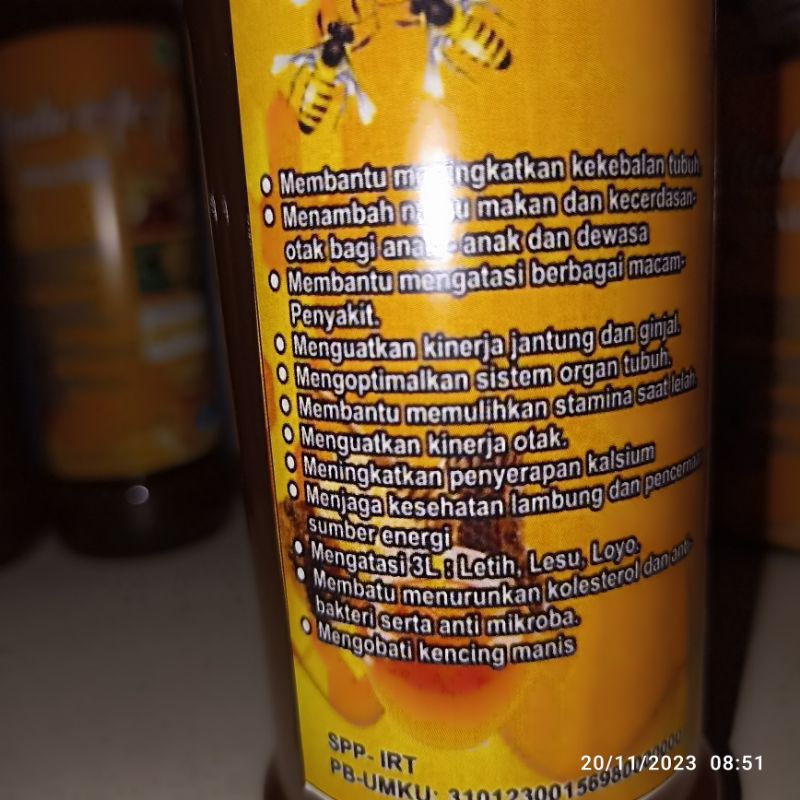 Membantu kekebalan tubuh.
Menambah makan dan kecerdasan-
otak bagi anak - anak dan dewasa
Membantu mengatasi berbagai macam-
Penyakit.
Menguatkan kinerja jantung dan ginjal.
Mengoptimalkan sistem organ tubuh.
Membantu memulihkan stamina saat lelah
Menguatkan kinerja otak.
Meningkatkan penyerapan kalsium
Menjaga kesehatan lambung dan
sumber energi
Mengatasi 3L : Letih, Lesu, Loyo.
Membatu menurunkan kolesterol dan anti-
bakteri serta anti mikroba.
Mengobati kencing manis
SPP- IRT
PB-UMKU:
20/11/2023 08:51